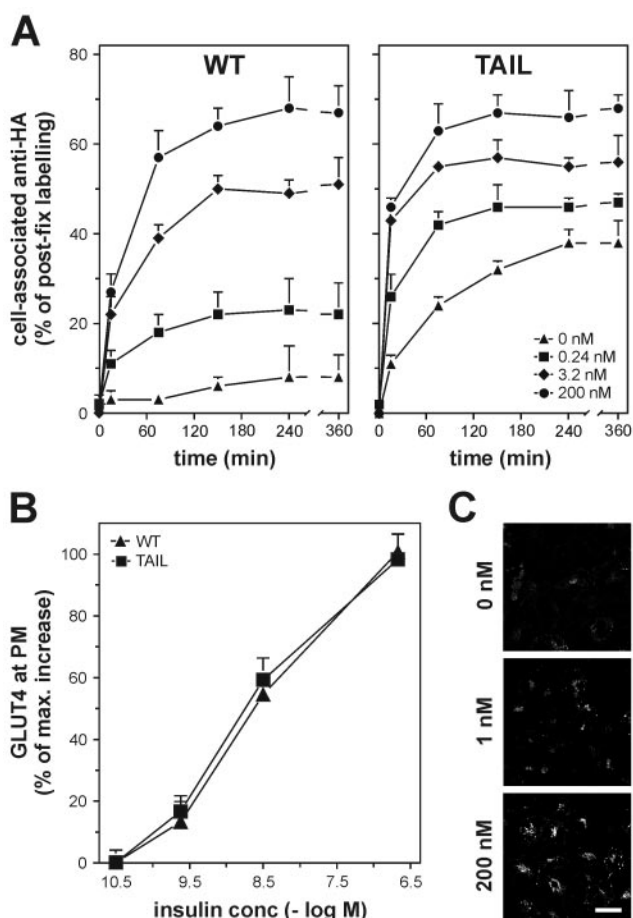 A
WT
TAIL
cell-associated anti-HA
(% of post-fix labelling)
80
60
40
20
0
0 60 120 180 240 360
time (min)
0 60 120 180 240 360
time (min)
0 nM
0.24 nM
3.2 nM
200 nM
B
WT
TAIL
GLUT4 at PM
(% of max. increase)
100
80
60
40
20
0
10.5 9.5 8.5 7.5 6.5
insulin conc (- log M)
C
0 nM
1 nM
200 nM